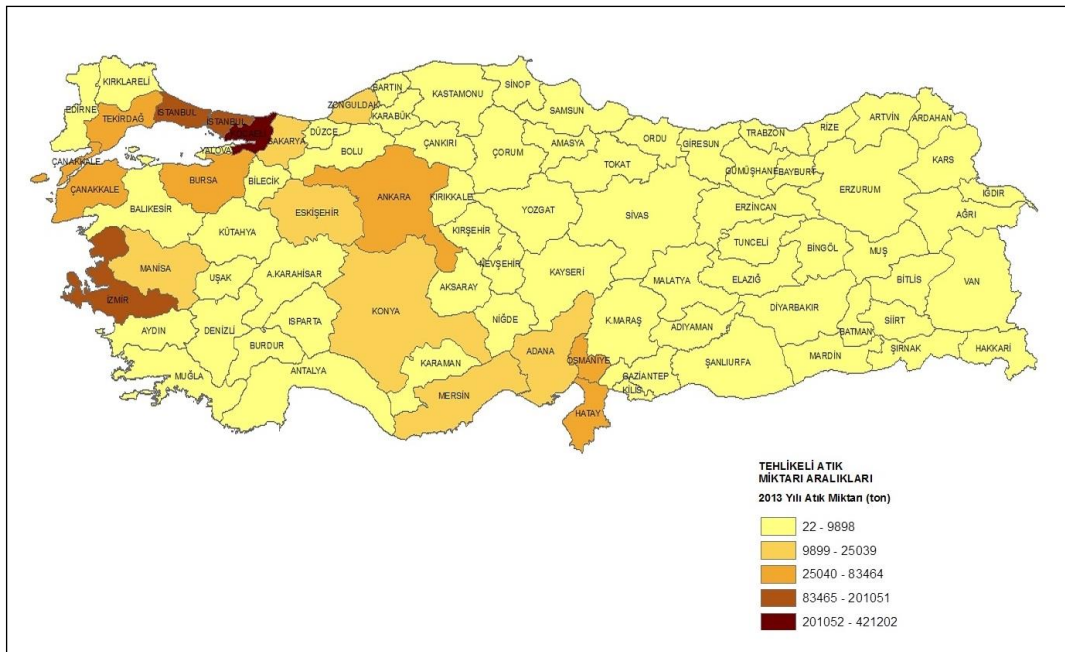 KIRKLARELİ
EDİRNE
TEKİRDAĞ
İSTANBUL
İSTANBUL
YALOVA
SAKARYA
DÜZCE
ZONGULDAK
BARTIN
KARABÜK
KASTAMONU
SİNOP
SAMSUN
ORDU
GİRESUN
TRABZON
RİZE
ARTVİN
ARDAHAN
ÇANAKKALE
ÇANAKKALE
BURSA
BİLECİK
BOLU
ÇANKIRI
ÇORUM
AMASYA
TOKAT
GÜMÜŞHANE
BAYBURT
ERZURUM
KARS
IĞDIR
BALIKESİR
KÜTAHYA
ESKİŞEHİR
ANKARA
KIRIKKALE
KIRŞEHİR
YOZGAT
SİVAS
ERZİNCAN
AĞRI
MANİSA
UŞAK
A.KARAHİSAR
NEVŞEHİR
KAYSERİ
MALATYA
TUNCELİ
ELAZIĞ
BİNGÖL
MUŞ
BİTLİS
VAN
İZMİR
AYDIN
DENİZLİ
ISPARTA
BURDUR
KONYA
AKSARAY
NİĞDE
K.MARAŞ
ADIYAMAN
DİYARBAKIR
BATMAN
SİİRT
MUĞLA
ANTALYA
KARAMAN
MERSİN
ADANA
OSMANİYE
GAZİANTEP
KİLİS
ŞANLIURFA
MARDİN
ŞIRNAK
HAKKARİ
HATAY
TEHLİKELİ ATIK
MİKTARI ARALIKLARI
2013 Yılı Atık Miktarı (ton)
22 - 9898
9899 - 25039
25040 - 83464
83465 - 201051
201052 - 421202